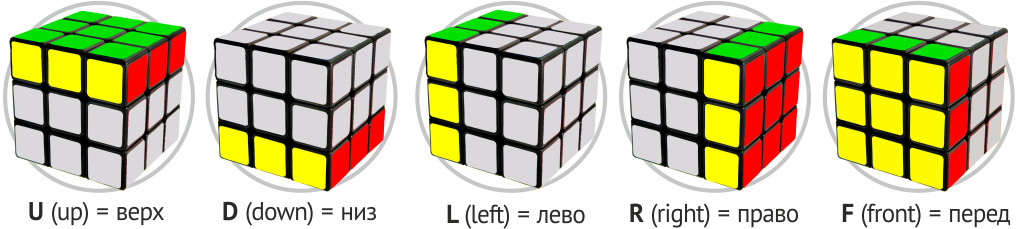 U (up) = верх
D (down) = низ
L (left) = лево
R (right) = право
F (front) = перед